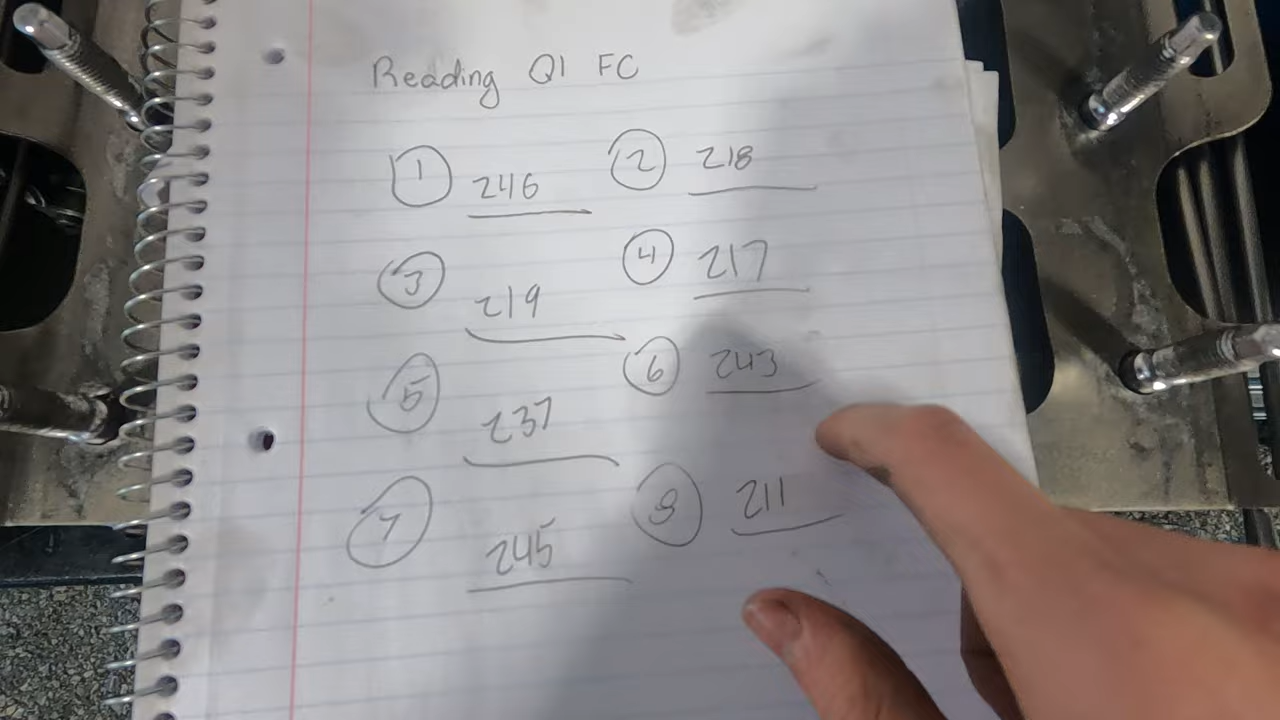 Reading Q1 FC
① 246 ② 218
③ 219 ④ 217
⑤ 237 ⑥ 243
⑦ 245 ⑧ 211